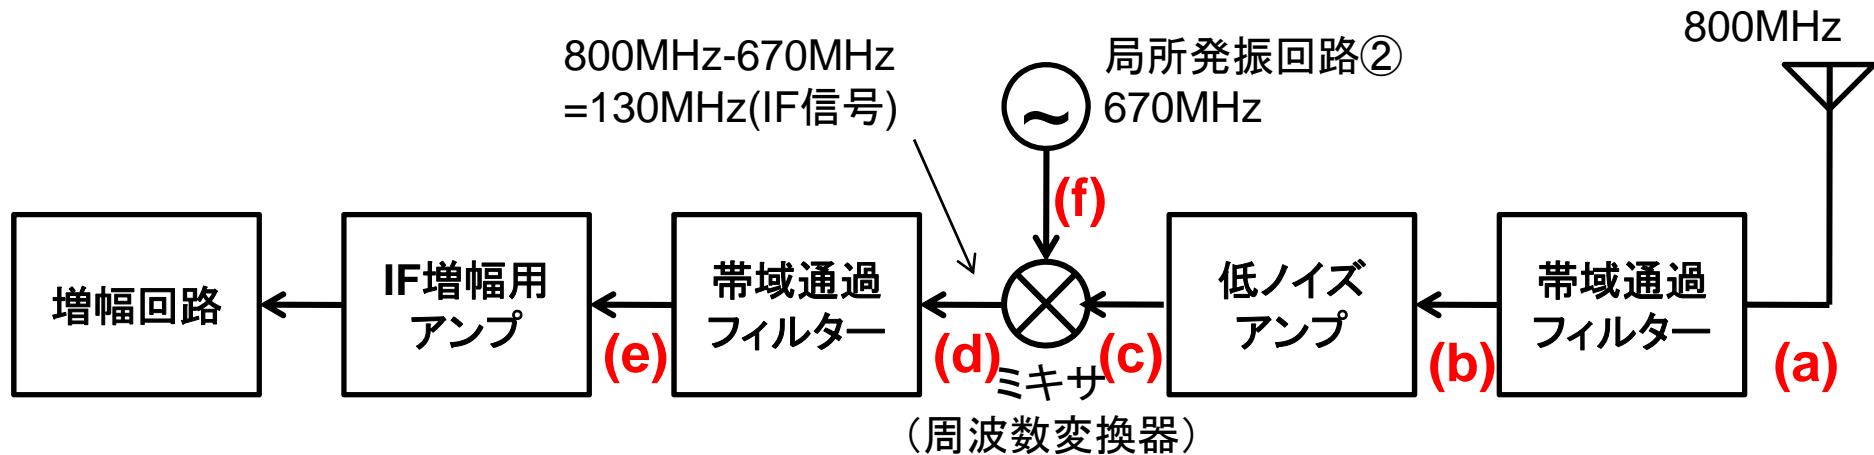 800MHz
800MHz-670MHz
=130MHz(IF信号)
局所発振回路②
670MHz
~
(f)
増幅回路
IF増幅用
アンプ
帯域通過
フィルター
低ノイズ
アンプ
帯域通過
フィルター
(e)
(d)
(c)
(b)
(a)
ミキサ
（周波数変換器）